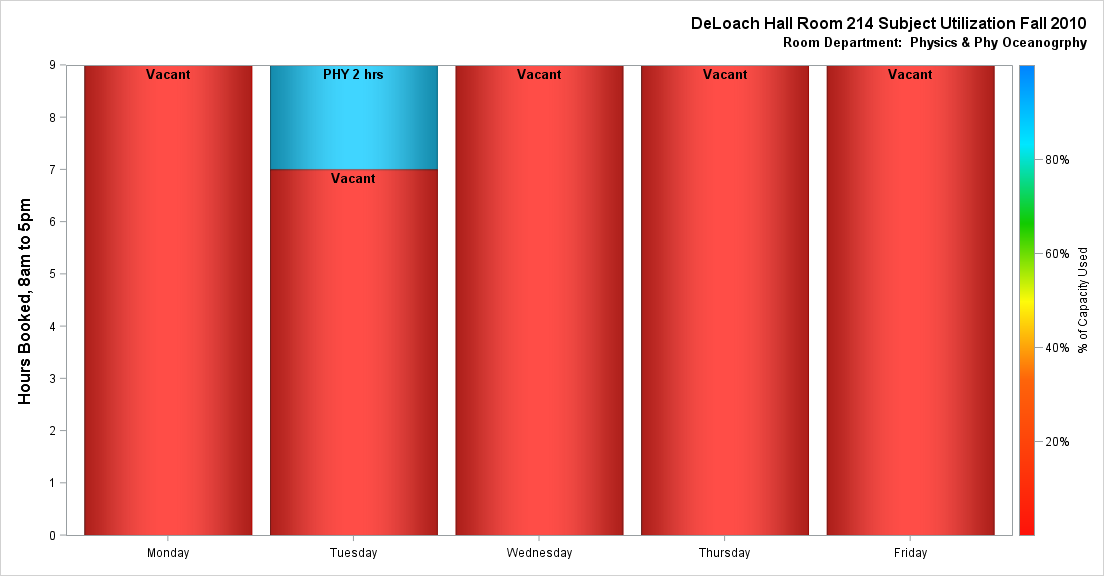 DeLoach Hall Room 214 Subject Utilization Fall 2010
Room Department:  Physics & Phy Oceanogrphy
Hours Booked, 8am to 5pm
9
8
7
6
5
4
3
2
1
0
Vacant
PHY 2 hrs
Vacant
Vacant
Vacant
Vacant
Monday
Tuesday
Wednesday
Thursday
Friday
80%
60%
40%
20%
% of Capacity Used